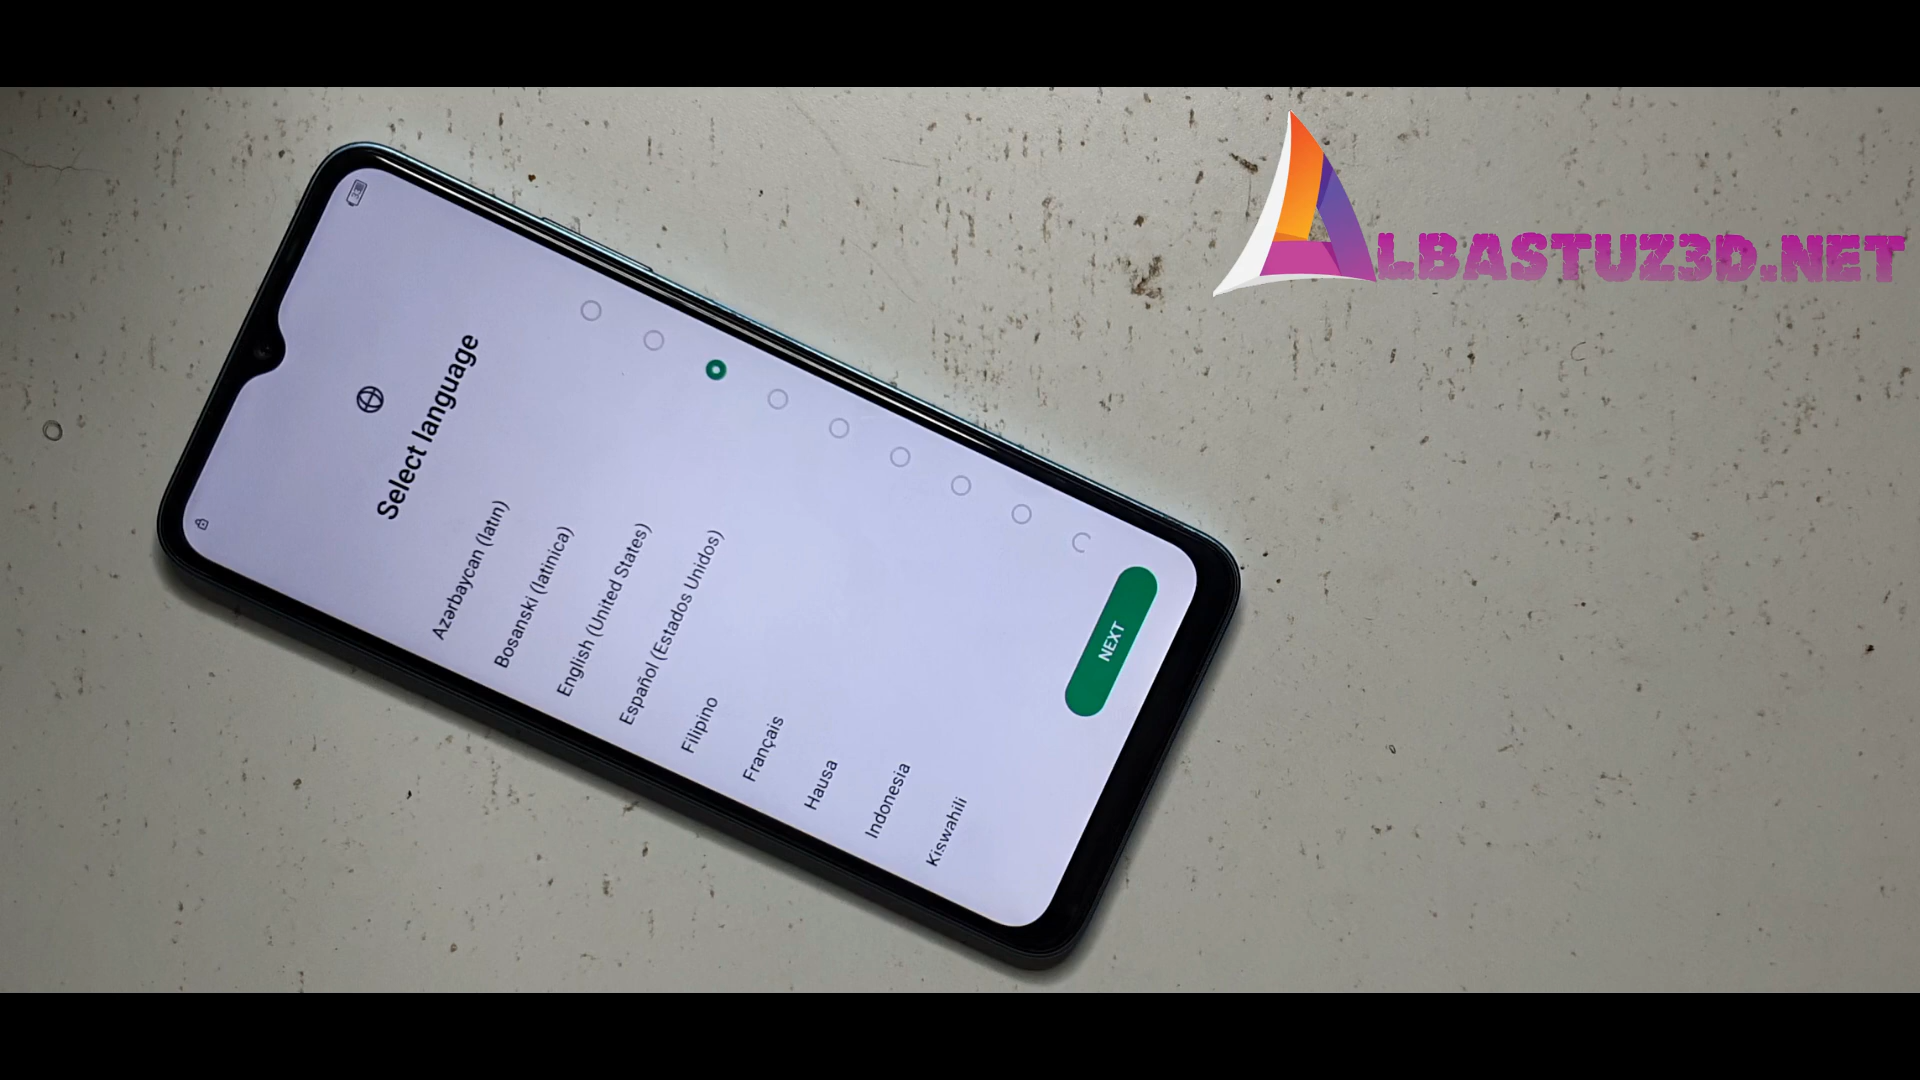 Select language
Azərbaycan (latın)
Bosanski (latinica)
English (United States)
Español (Estados Unidos)
Filipino
Français
Hausa
Indonesia
Kiswahili
NEXT
ALBASTUZ3D.NET